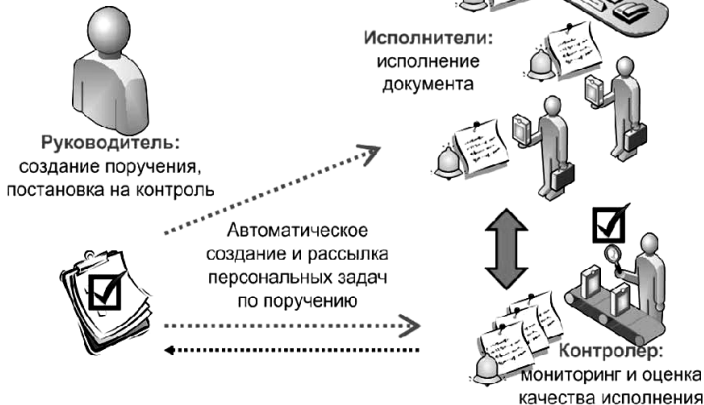 Исполнители:
исполнение
документа
Руководитель:
создание поручения,
постановка на контроль
Автоматическое
создание и рассылка
персональных задач
по поручению
Контролер:
мониторинг и оценка
качества исполнения